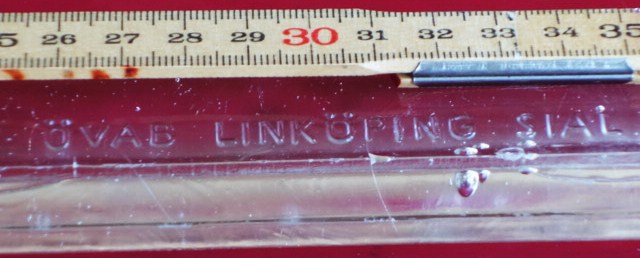 5 26 27 28 29 30 31 32 33 34 35
ÖVAB LINKÖPING SIAL